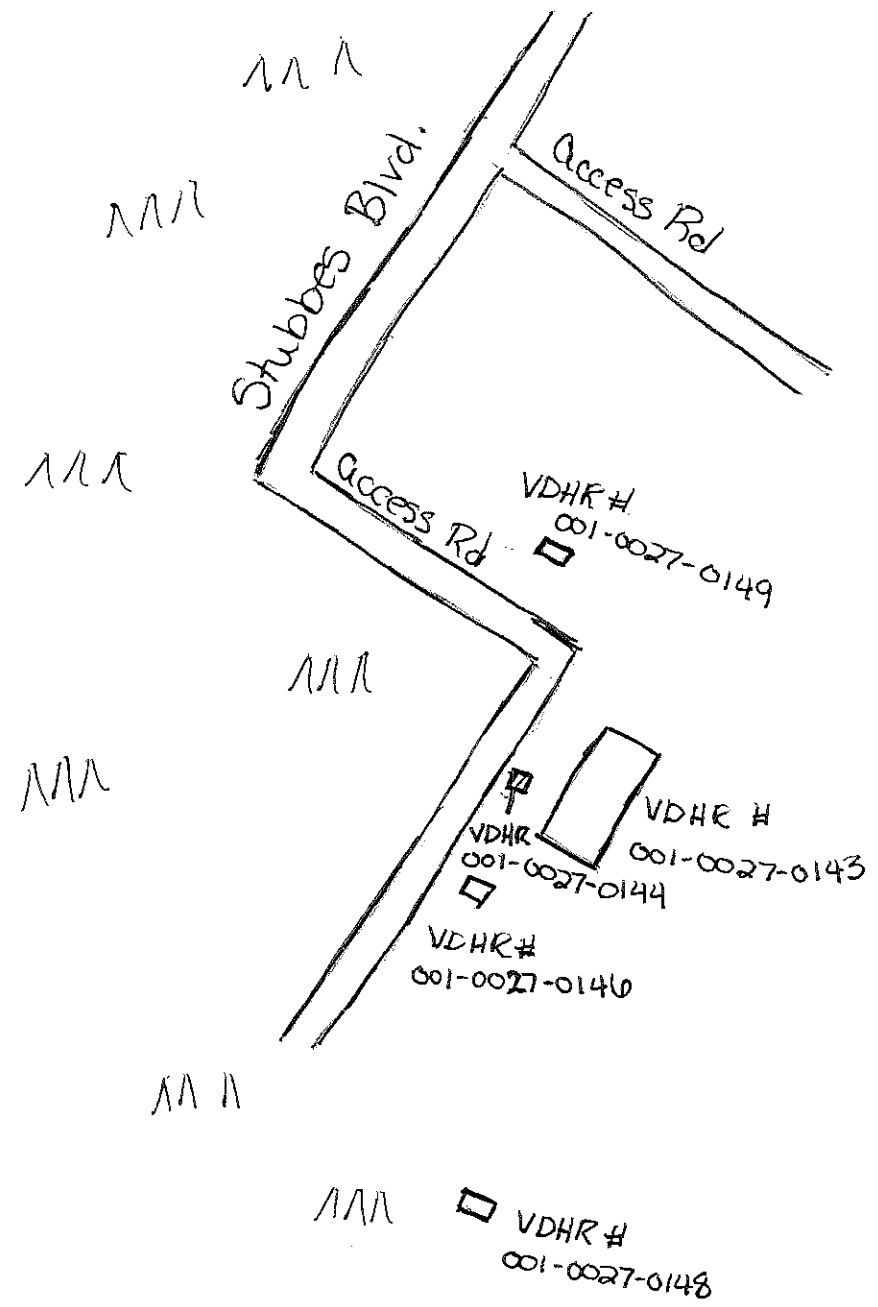 Access Rd
Stubbes Blvd.
Access Rd
VDHR #
001-0027-0149
VDHR #
001-0027-0143
VDHR
001-0027-0144
VDHR #
001-0027-0146
VDHR #
001-0027-0148